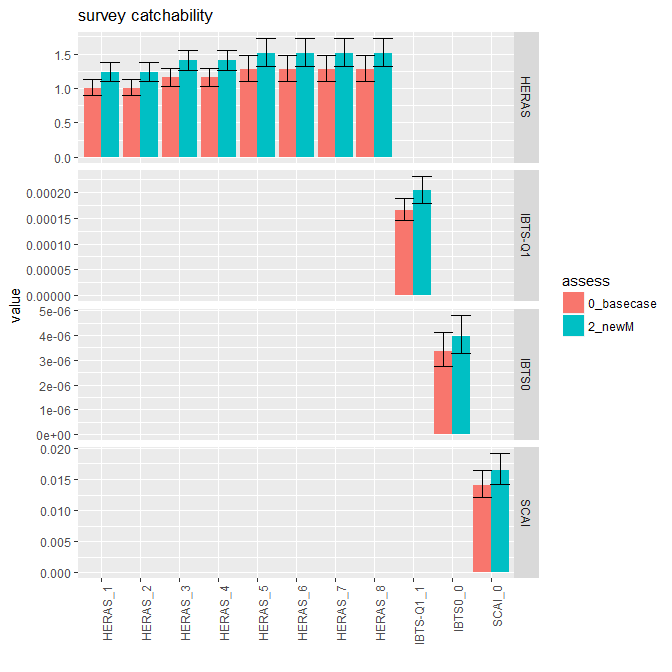 survey catchability
value
1.5
1.0
0.5
0.0
HERAS
0.00020
0.00015
0.00010
0.00005
0.00000
IBTS-Q1
5e-06
4e-06
3e-06
2e-06
1e-06
0e+00
IBTS0
0.020
0.015
0.010
0.005
0.000
SCAI
HERAS_1
HERAS_2
HERAS_3
HERAS_4
HERAS_5
HERAS_6
HERAS_7
HERAS_8
IBTS-Q1_1
IBTS0_0
SCAI_0
assess
0_basecase
2_newM